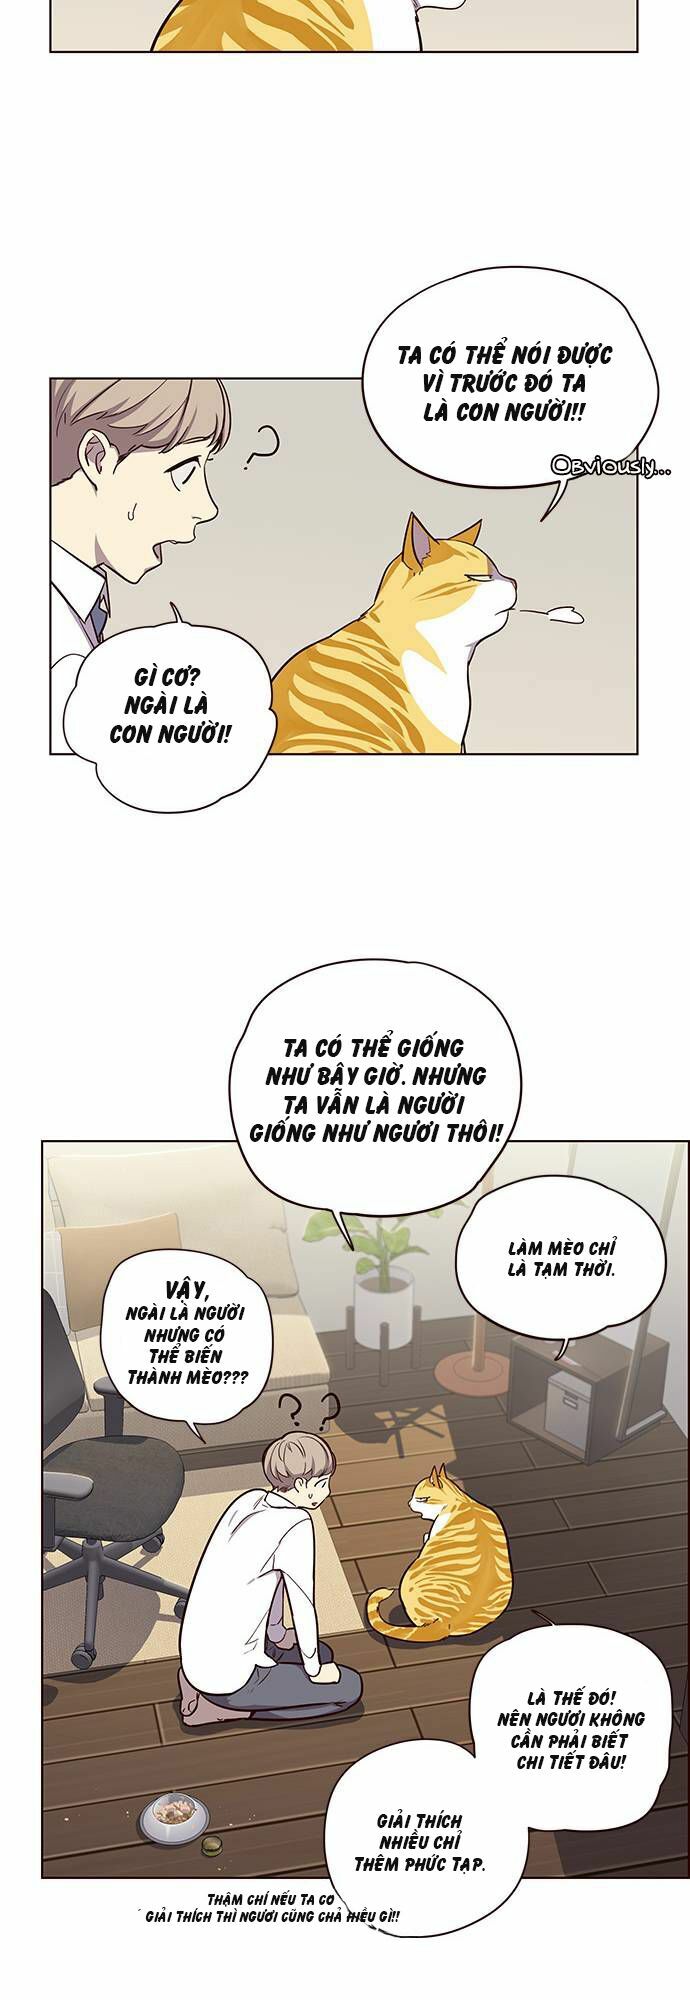 TA CÓ THỂ NÓI ĐƯỢC
VÌ TRƯỚC ĐÓ TA
LÀ CON NGƯỜI!!
Obviously...
?
GÌ CƠ?
NGÀI LÀ
CON NGƯỜI!
TA CÓ THỂ GIỐNG
NHƯ BÂY GIỜ. NHƯNG
TA VẪN LÀ NGƯỜI
GIỐNG NHƯ NGƯƠI THÔI!
LÀM MÈO CHỈ
LÀ TẠM THỜI.
VẬY,
NGÀI LÀ NGƯỜI
NHƯNG CÓ
THỂ BIẾN
THÀNH MÈO???
? ?
LÀ THẾ ĐÓ!
NÊN NGƯƠI KHÔNG
CẦN PHẢI BIẾT
CHI TIẾT ĐÂU!
GIẢI THÍCH
NHIỀU CHỈ
THÊM PHỨC TẠP.
THẬM CHÍ NẾU TA CO
GIẢI THÍCH THÌ NGƯƠI CŨNG CHẢ HIỂU GÌ!!